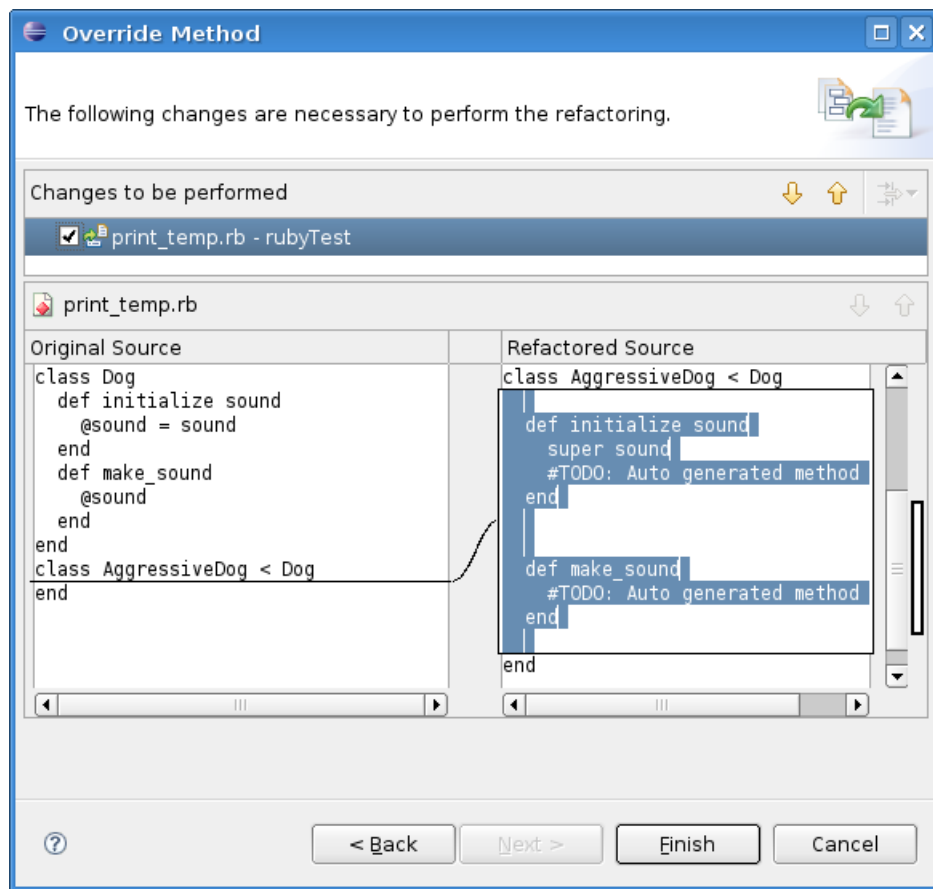 Override Method
The following changes are necessary to perform the refactoring.
Changes to be performed
print_temp.rb - rubyTest
print_temp.rb
Original Source
class Dog
  def initialize sound
    @sound = sound
  end
  def make_sound
    @sound
  end
end
class AggressiveDog < Dog
end
Refactored Source
class AggressiveDog < Dog
  def initialize sound
    super sound
    #TODO: Auto generated method
  end
  def make_sound
    #TODO: Auto generated method
  end
end
?
< Back
Next >
Finish
Cancel